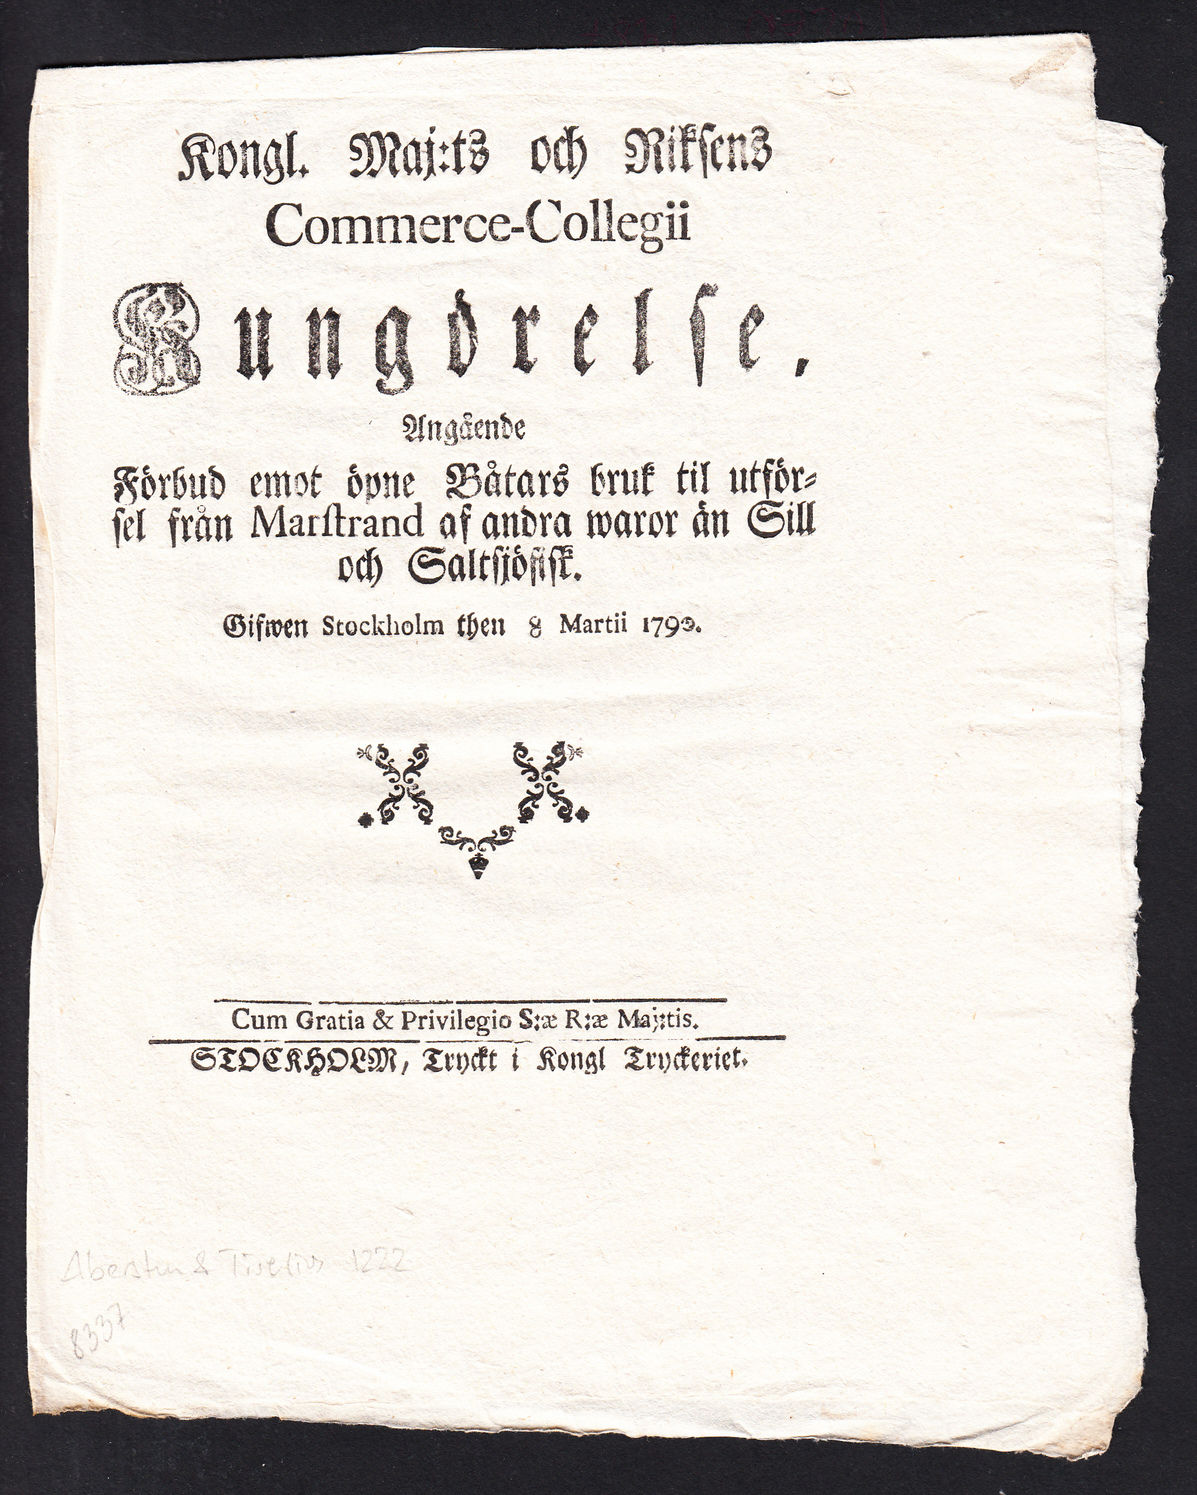 Kongl. Maj:ts och Riksens
Commerce-Collegii
Kungörelse,
Angående
Förbud emot öpne Båtars bruk til utför-
sel från Marstrand af andra waror än Sill
och Saltsjöfisk.
Gifwen Stockholm then 8 Martii 1790.
Cum Gratia & Privilegio S:æ R:æ Maj:tis.
STOCKHOLM, Tryckt i Kongl Tryckeriet.
& Tiselius 1222
8337